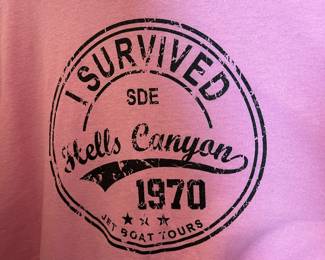 I SURVIVED
SDE
Hells Canyon
1970
JET BOAT TOURS